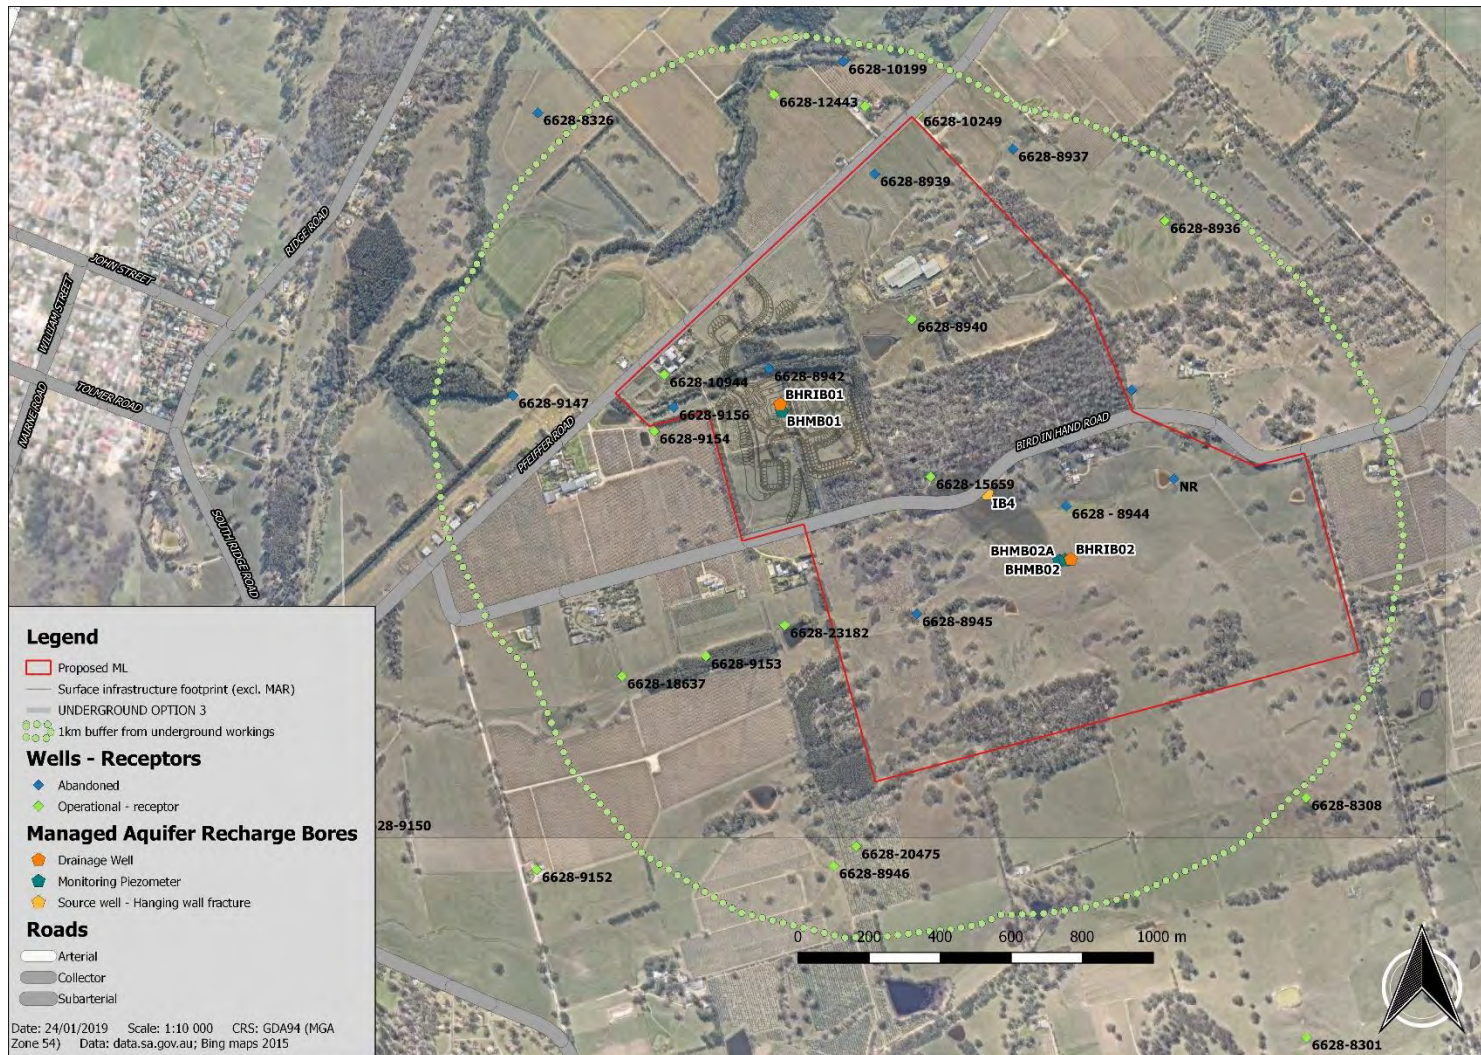 6628-10199
6628-12443
6628-8326
6628-10249
6628-8937
6628-8939
6628-8936
RIDGE ROAD
JOHN STREET
WILLIAM STREET
6628-8940
6628-10944
6628-8942
TOLMER ROAD
6628-9147
BHRIB01
6628-9156
BHMB01
NAIRNE ROAD
6628-9154
PFEIFFER ROAD
BIRD IN HAND ROAD
6628-15659
NR
IB4
6628 - 8944
SOUTH RIDGE ROAD
BHMB02A
BHRIB02
BHMB02
6628-8945
6628-23182
6628-9153
6628-18637
6628-8308
28-9150
6628-20475
6628-8946
6628-9152
0 200 400 600 800 1000 m
6628-8301
Legend
Proposed ML
Surface infrastructure footprint (excl. MAR)
UNDERGROUND OPTION 3
1km buffer from underground workings
Wells - Receptors
Abandoned
Operational - receptor
Managed Aquifer Recharge Bores
Drainage Well
Monitoring Piezometer
Source well - Hanging wall fracture
Roads
Arterial
Collector
Subarterial
Date: 24/01/2019 Scale: 1:10 000 CRS: GDA94 (MGA
Zone 54) Data: data.sa.gov.au; Bing maps 2015